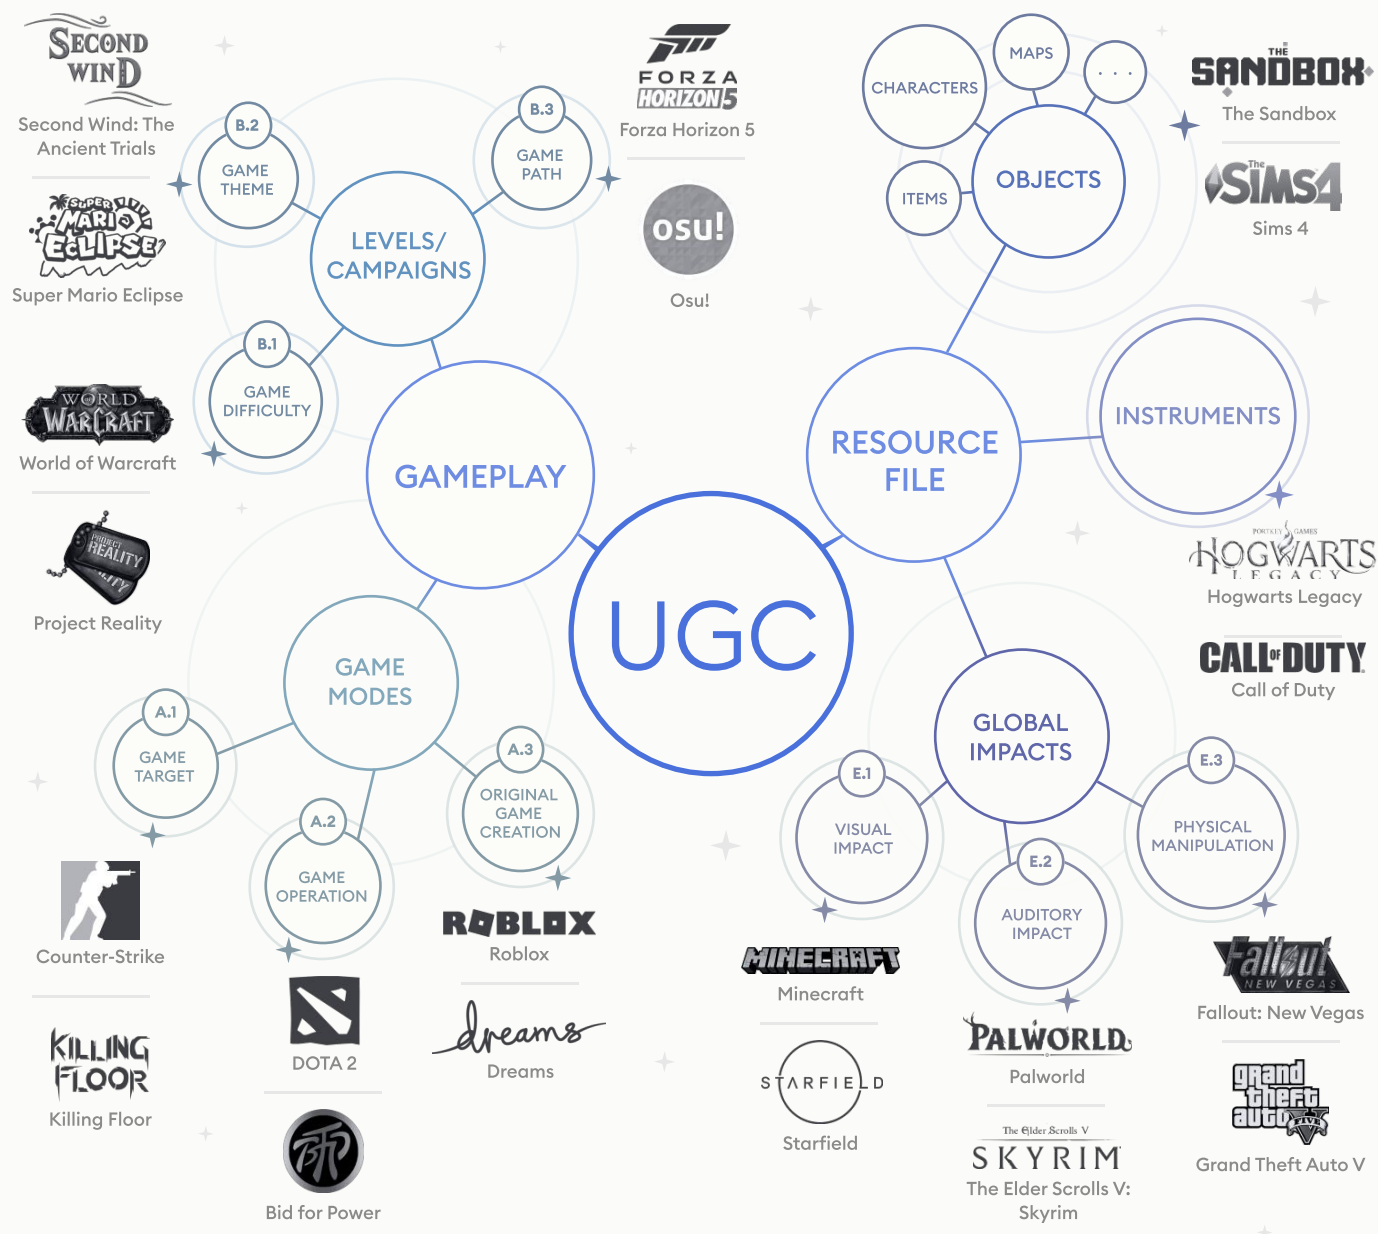 SECOND
WIND
Second Wind: The
Ancient Trials
SUPER
MARIO
ECLIPSE
Super Mario Eclipse
B.2
GAME
THEME
B.3
GAME
PATH
LEVELS/
CAMPAIGNS
B.1
GAME
DIFFICULTY
FORZA
HORIZON 5
Forza Horizon 5
osu!
Osu!
CHARACTERS
MAPS
. . .
ITEMS
OBJECTS
THE
SANDBOX
The Sandbox
The
SIMS 4
Sims 4
WORLD
OF
WARCRAFT
World of Warcraft
PROJECT
REALITY
Project Reality
GAMEPLAY
UGC
RESOURCE
FILE
INSTRUMENTS
PORTKEY GAMES
HOGWARTS
LEGACY
Hogwarts Legacy
CALL OF DUTY
Call of Duty
GAME
MODES
A.1
GAME
TARGET
A.2
GAME
OPERATION
A.3
ORIGINAL
GAME
CREATION
Counter-Strike
KILLING
FLOOR
Killing Floor
DOTA 2
BFP
Bid for Power
ROBLOX
Roblox
dreams
Dreams
GLOBAL
IMPACTS
E.1
VISUAL
IMPACT
E.2
AUDITORY
IMPACT
E.3
PHYSICAL
MANIPULATION
MINECRAFT
Minecraft
STARFIELD
Starfield
PALWORLD
Palworld
The Elder Scrolls V
SKYRIM
The Elder Scrolls V:
Skyrim
Fallout
NEW VEGAS
Fallout: New Vegas
grand
theft
auto
V
FIVE
Grand Theft Auto V